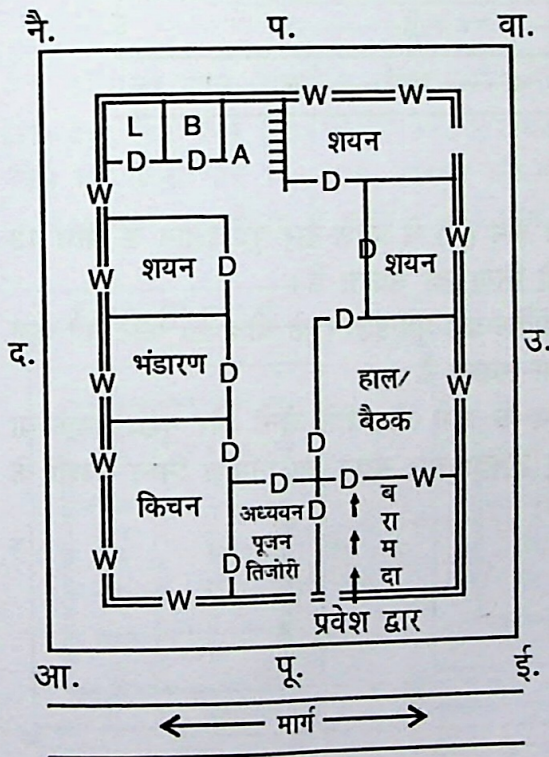 नै. प. वा.
W W
L B शयन
D D A
D
W
D W
शयन D शयन
W
D
द. भंडारण हाल/ उ.
W D W
बैठक
D D
W
D D W
किचन अध्ययन D ब
पूजन रा
W D तिजोरी म
W दा
प्रवेश द्वार
आ. पू. ई.
मार्ग